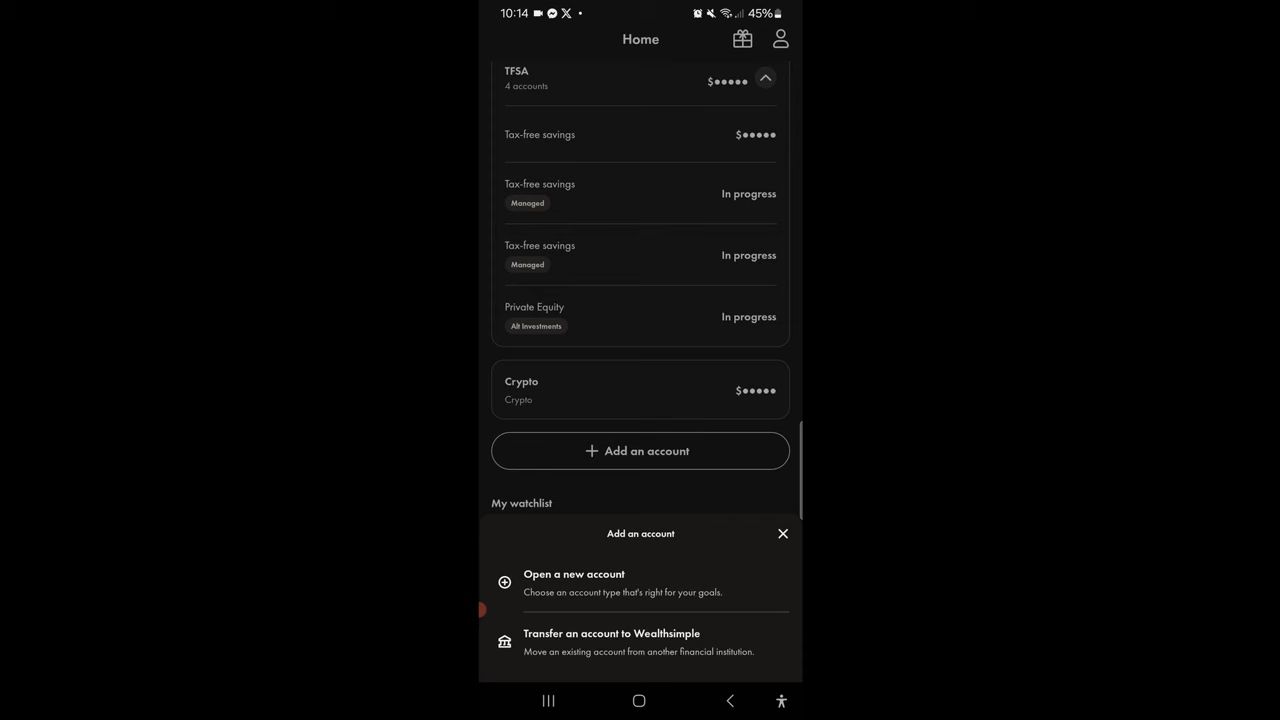 10:14
45%
Home
TFSA
4 accounts
$●●●●●
Tax-free savings
$●●●●●
Tax-free savings
Managed
In progress
Tax-free savings
Managed
In progress
Private Equity
Alt Investments
In progress
Crypto
Crypto
$●●●●●
+ Add an account
My watchlist
Add an account
Open a new account
Choose an account type that's right for your goals.
Transfer an account to Wealthsimple
Move an existing account from another financial institution.